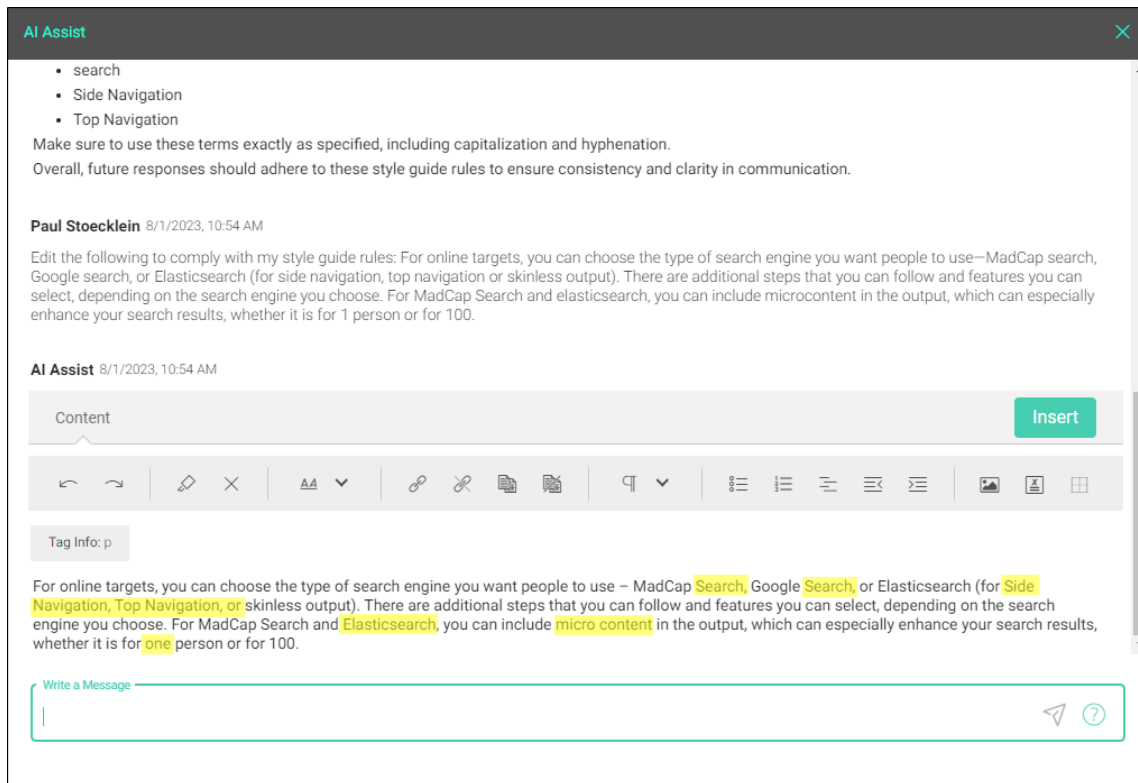 AI Assist
• search
• Side Navigation
• Top Navigation
Make sure to use these terms exactly as specified, including capitalization and hyphenation.
Overall, future responses should adhere to these style guide rules to ensure consistency and clarity in communication.
Paul Stoecklein 8/1/2023, 10:54 AM
Edit the following to comply with my style guide rules: For online targets, you can choose the type of search engine you want people to use—MadCap search,
Google search, or Elasticsearch (for side navigation, top navigation or skinless output). There are additional steps that you can follow and features you can
select, depending on the search engine you choose. For MadCap Search and elasticsearch, you can include microcontent in the output, which can especially
enhance your search results, whether it is for 1 person or for 100.
AI Assist 8/1/2023, 10:54 AM
Content Insert
Tag Info: p
For online targets, you can choose the type of search engine you want people to use – MadCap Search, Google Search, or Elasticsearch (for Side
Navigation, Top Navigation, or skinless output). There are additional steps that you can follow and features you can select, depending on the search
engine you choose. For MadCap Search and Elasticsearch, you can include micro content in the output, which can especially enhance your search results,
whether it is for one person or for 100.
Write a Message